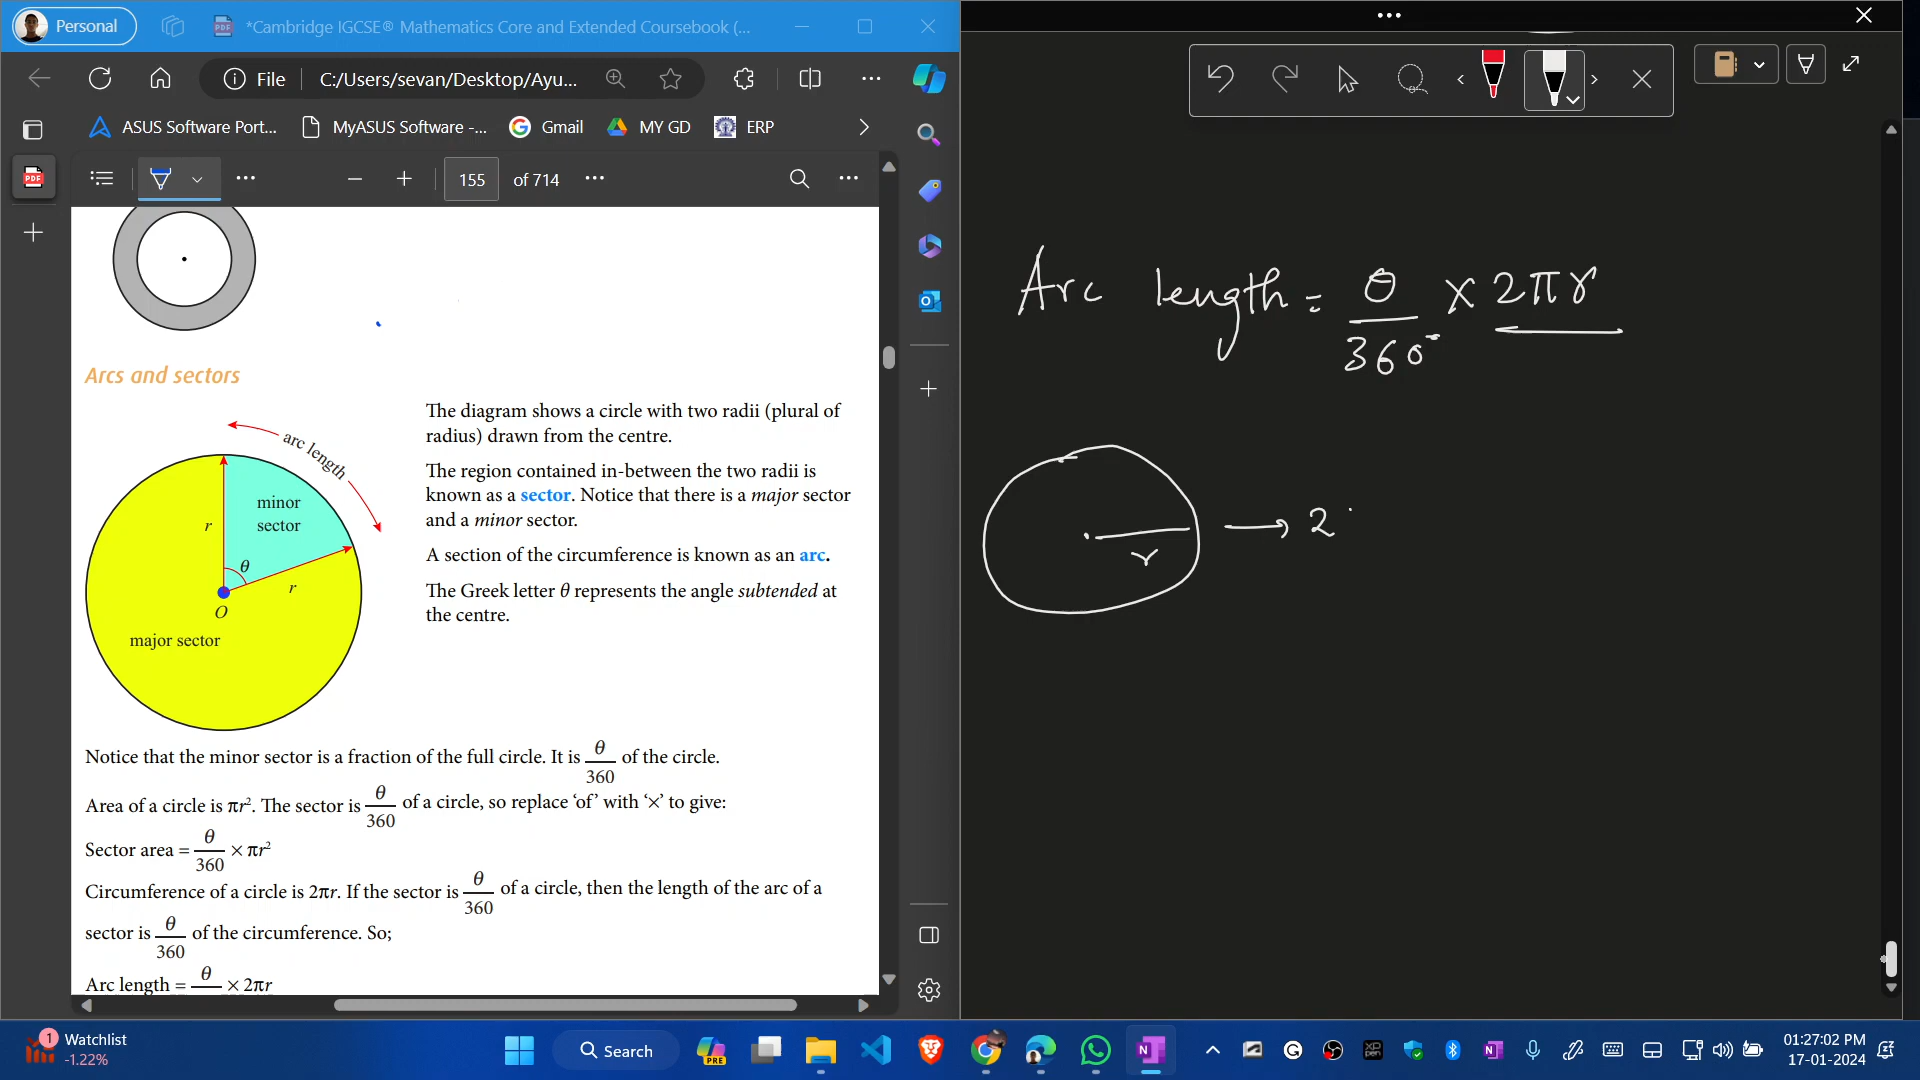 Personal
*Cambridge IGCSE® Mathematics Core and Extended Coursebook (...
File
C:/Users/sevan/Desktop/Ayu...
ASUS Software Port...
MyASUS Software -...
Gmail
MY GD
ERP
155
of 714
Arcs and sectors
arc length
minor
sector
r
θ
r
O
major sector
The diagram shows a circle with two radii (plural of
radius) drawn from the centre.
The region contained in-between the two radii is
known as a sector. Notice that there is a major sector
and a minor sector.
A section of the circumference is known as an arc.
The Greek letter θ represents the angle subtended at
the centre.
Notice that the minor sector is a fraction of the full circle. It is θ/360 of the circle.
Area of a circle is πr². The sector is θ/360 of a circle, so replace ‘of’ with ‘×’ to give:
Sector area = θ/360 × πr²
Circumference of a circle is 2πr. If the sector is θ/360 of a circle, then the length of the arc of a
sector is θ/360 of the circumference. So;
Arc length = θ × 2πr
Arc length = θ/360° × 2πr
r
→ 2
1
Watchlist
-1.22%
Search
PRE
01:27:02 PM
17-01-2024